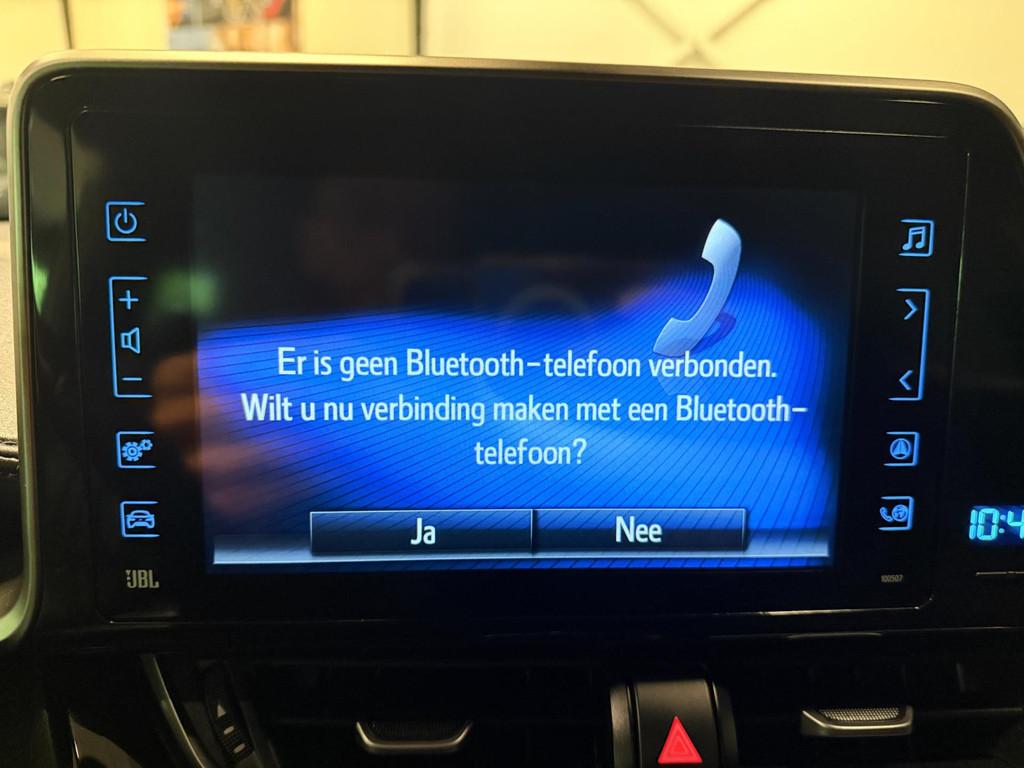 Er is geen Bluetooth-telefoon verbonden.
Wilt u nu verbinding maken met een Bluetooth-
telefoon?
Ja
Nee
JBL
100507
10:4